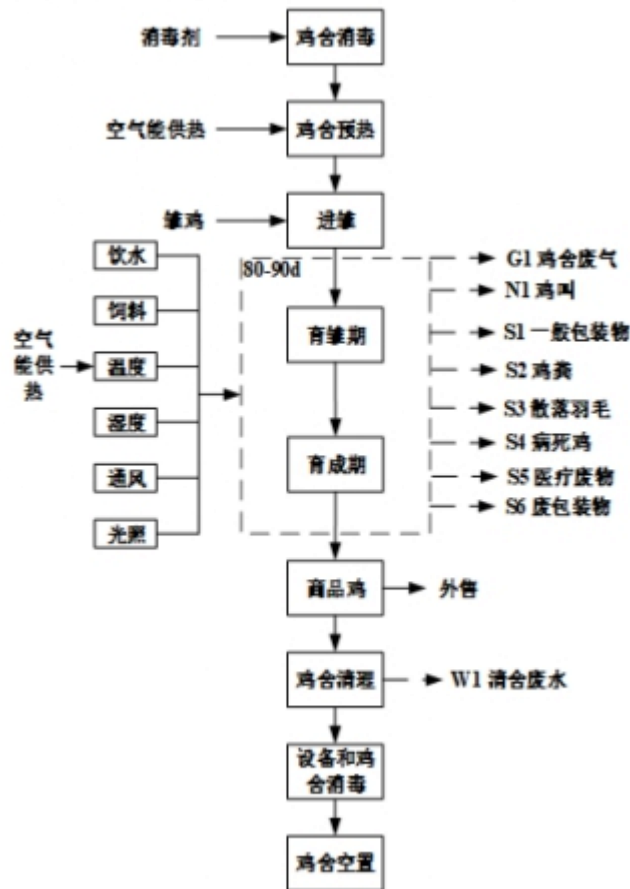 消毒剂
鸡舍消毒
空气能供热
鸡舍预热
雏鸡
进雏
饮水
饲料
空气
能供
热
温度
湿度
通风
光照
80-90d
育雏期
育成期
G1 鸡舍废气
N1 鸡叫
S1 一般包装物
S2 鸡粪
S3 散落羽毛
S4 病死鸡
S5 医疗废物
S6 废包装物
商品鸡
外售
鸡舍清理
W1 清舍废水
设备和鸡
舍消毒
鸡舍空置